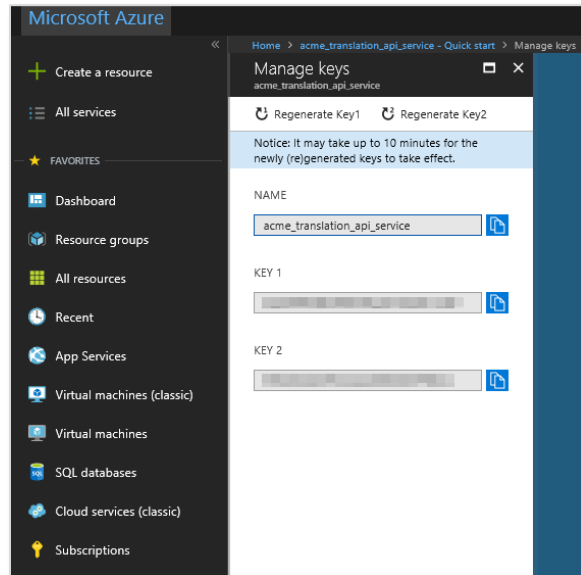 Microsoft Azure
Home > acme_translation_api_service - Quick start > Manage keys
Create a resource
All services
FAVORITES
Dashboard
Resource groups
All resources
Recent
App Services
Virtual machines (classic)
Virtual machines
SQL databases
Cloud services (classic)
Subscriptions
Manage keys
acme_translation_api_service
Regenerate Key1
Regenerate Key2
Notice: It may take up to 10 minutes for the
newly (re)generated keys to take effect.
NAME
acme_translation_api_service
KEY 1
KEY 2